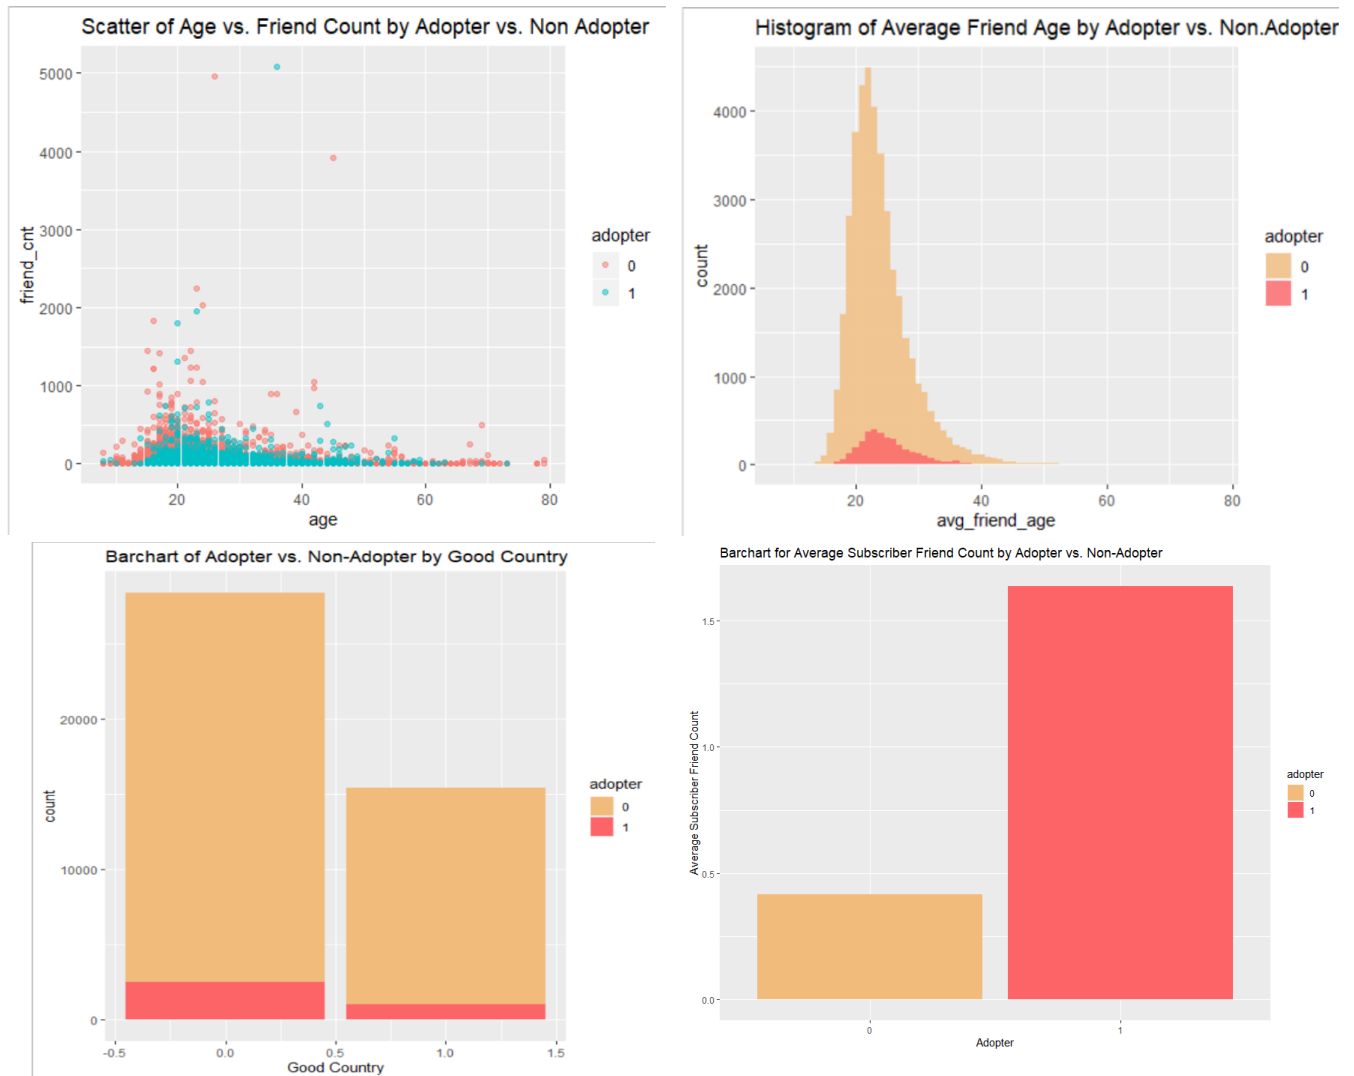 Scatter of Age vs. Friend Count by Adopter vs. Non Adopter
5000
4000
3000
2000
1000
0
friend_cnt
20
40
60
80
age
adopter
0
1
Histogram of Average Friend Age by Adopter vs. Non.Adopter
4000
3000
2000
1000
0
count
20
40
60
80
avg_friend_age
adopter
0
1
Barchart of Adopter vs. Non-Adopter by Good Country
20000
10000
0
count
-0.5
0.0
0.5
1.0
1.5
Good Country
adopter
0
1
Barchart for Average Subscriber Friend Count by Adopter vs. Non-Adopter
1.5
1.0
0.5
0.0
Average Subscriber Friend Count
0
1
Adopter
adopter
0
1